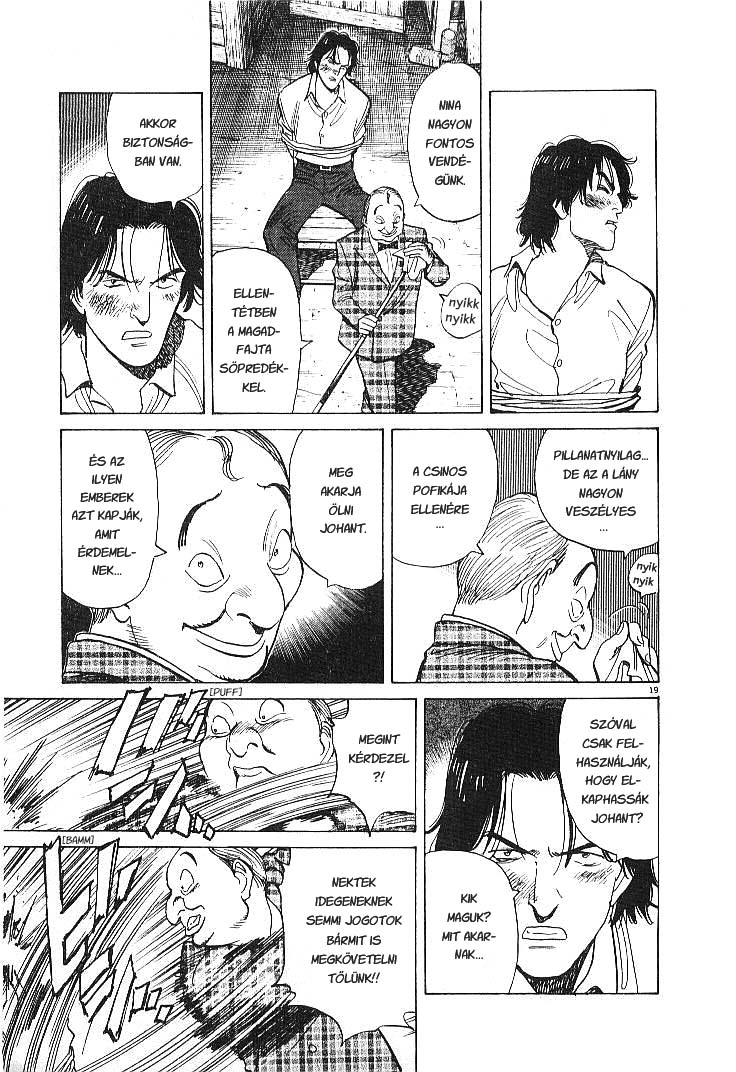 NINA
NAGYON
FONTOS
VENDÉ-
GÜNK.
nyikk
nyikk
ELLEN-
TÉTBEN
A MAGAD-
FAJTA
SÖPREDÉK-
KEL.
AKKOR
BIZTONSÁG-
BAN VAN.
PILLANATNYILAG...
DE AZ A LÁNY
NAGYON
VESZÉLYES
...
nyik
nyik
A CSINOS
POFIKÁJA
ELLENÉRE
...
MEG
AKARJA
ÖLNI
JOHANT.
ÉS AZ
ILYEN
EMBEREK
AZT KAPJÁK,
AMIT
ÉRDEMEL-
NEK...
19
SZÓVAL
CSAK FEL-
HASZNÁLJÁK,
HOGY EL-
KAPHASSÁK
JOHANT?
KIK
MAGUK?
MIT AKAR-
NAK...
[PUFF]
MEGINT
KÉRDEZEL
?!
[BAMM]
NEKTEK
IDEGENEKNEK
SEMMI JOGOTOK
BÁRMIT IS
MEGKÖVETELNI
TŐLÜNK!!